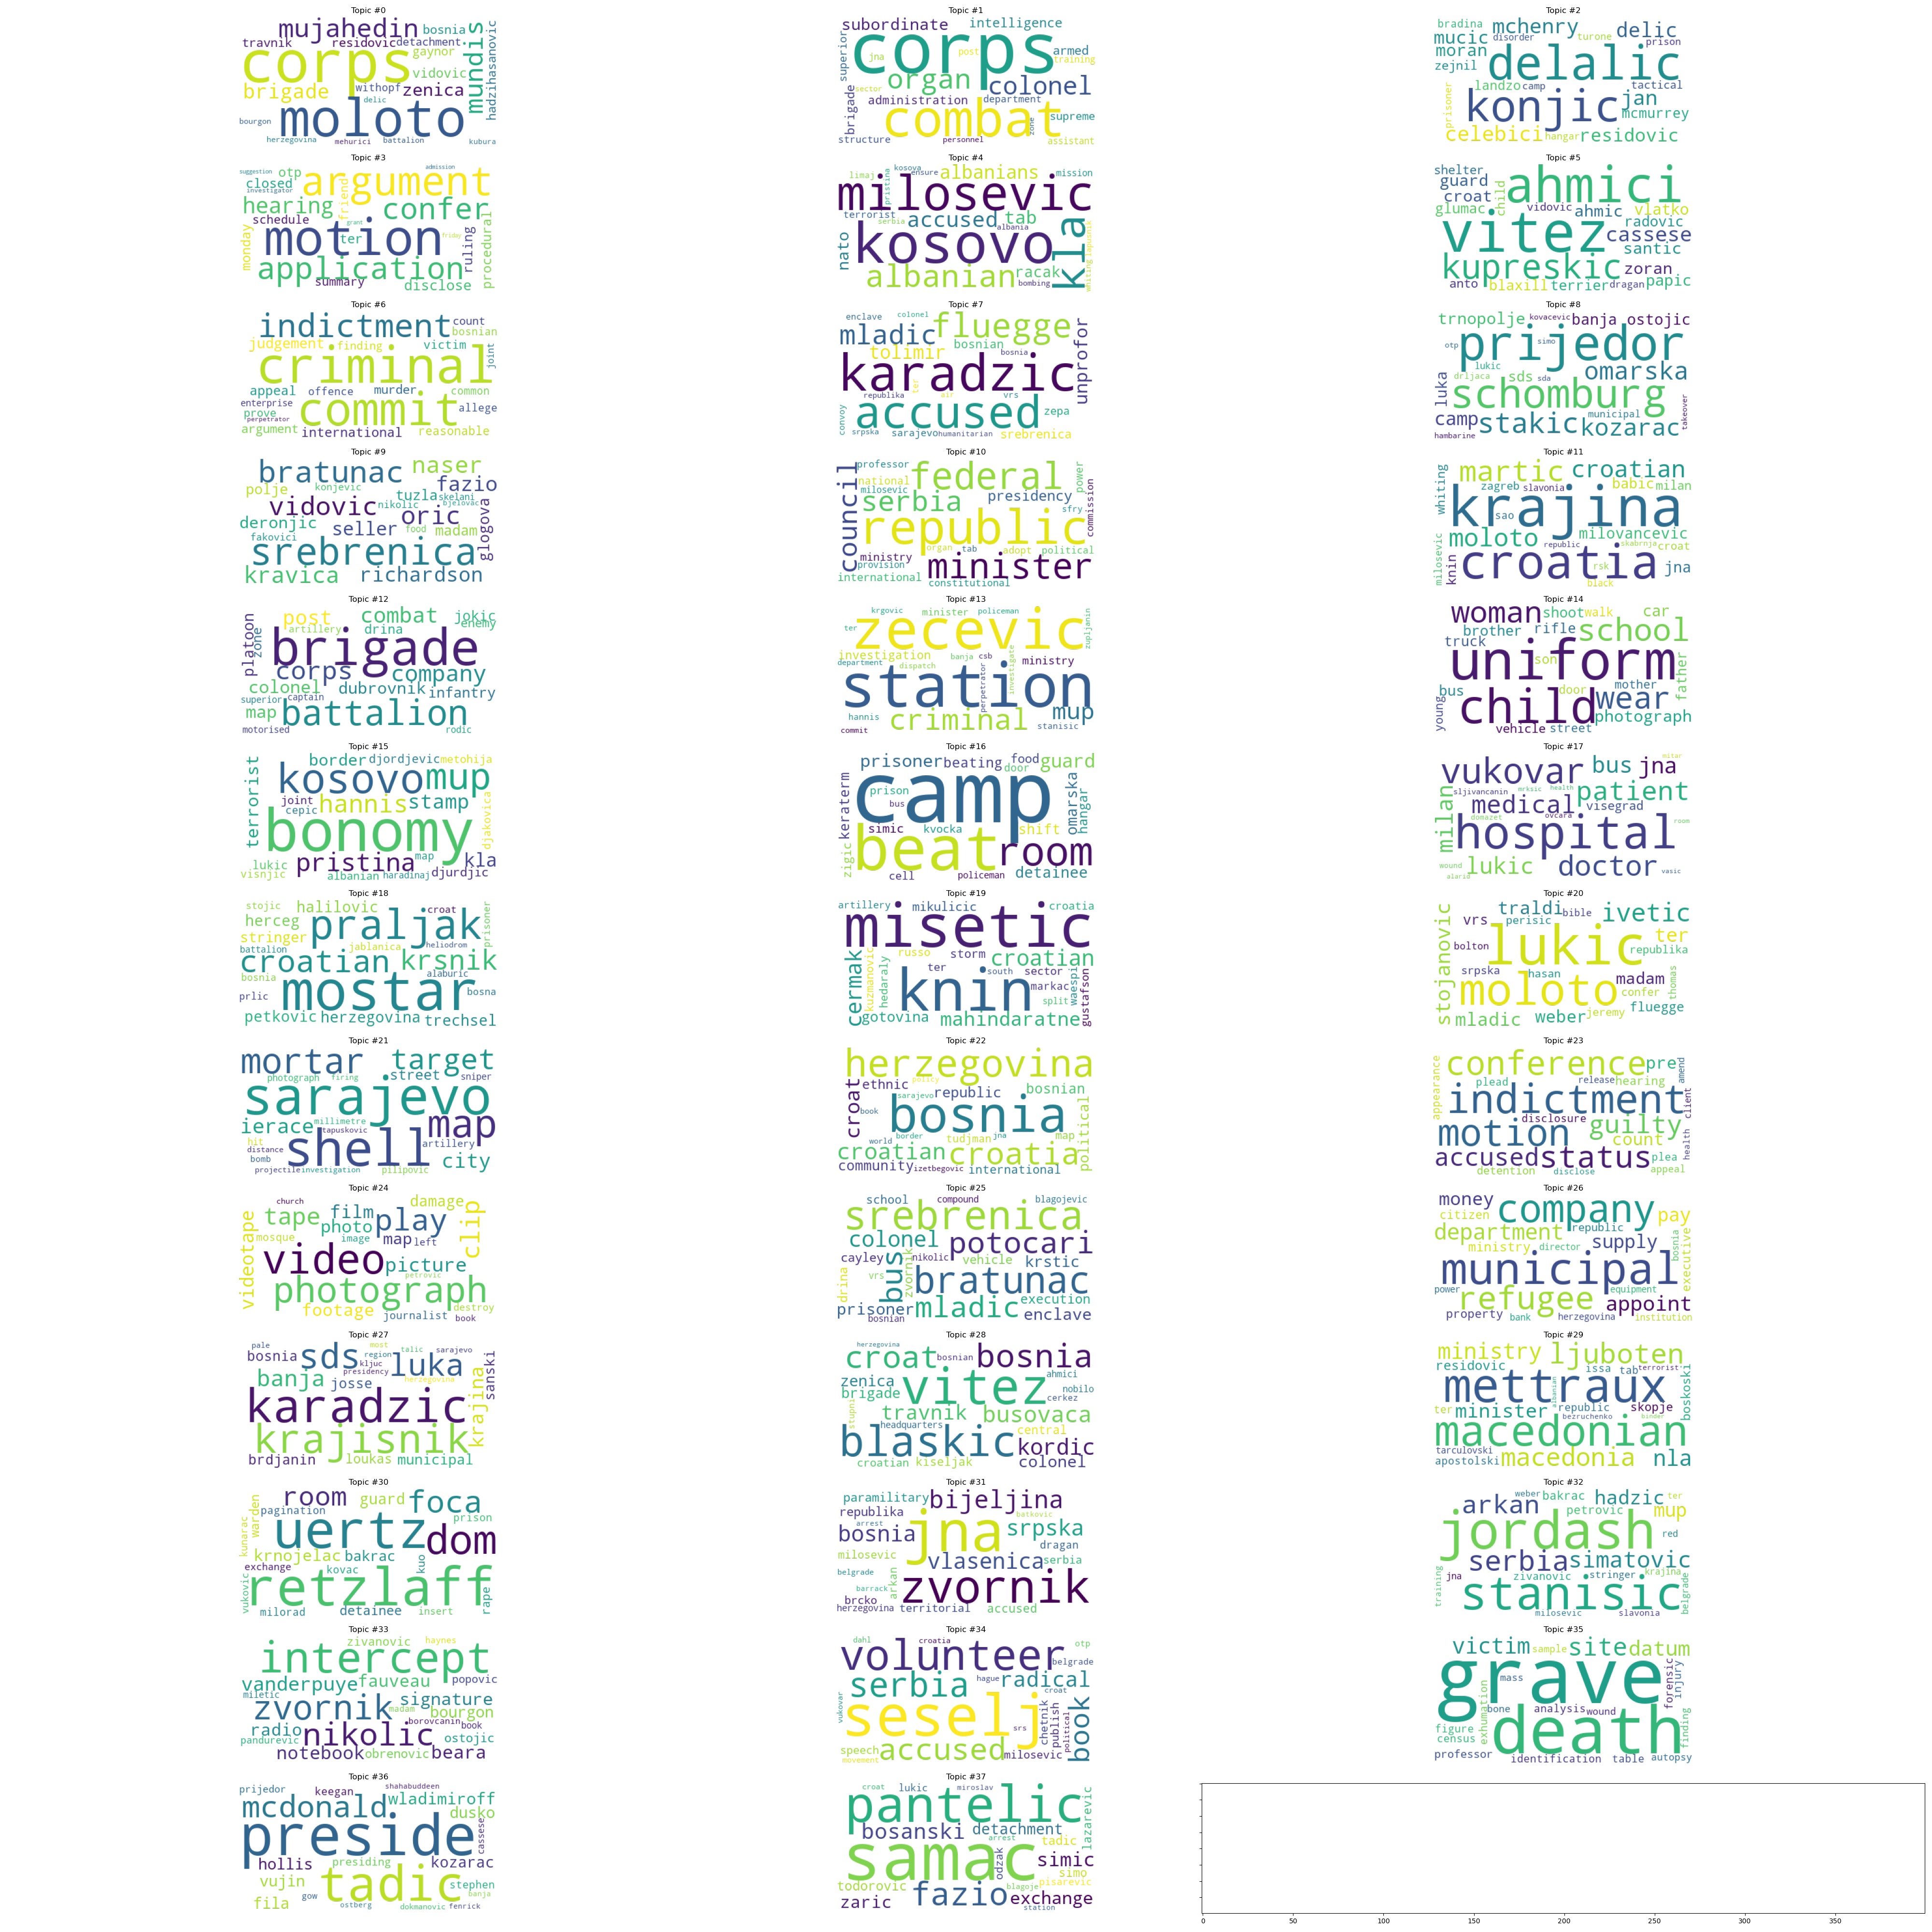 Topic #0
mujahedin bosnia
travnik residovic detachment
corps gaynor
mundis hadzihasanovic
vidovic
brigade withopf zenica
delic
moloto
bourgon
herzegovina mehurici battalion kubura
Topic #1
subordinate intelligence
superior corps post armed
jna training
organ colonel
sector
brigade administration department
combat zone supreme
structure personnel assistant
Topic #2
bradina mchenry delic
mucic disorder turone prison
moran delalic
zejnil landzo camp tactical
prisoner konjic jan
mcmurrey
celebici hangar residovic
Topic #3
suggestion otp admission
closed argument
investigator friend
hearing confer
schedule grant
monday motion friday
ter ruling procedural
application
summary disclose
Topic #4
kosova ensure albanians
limaj pristina mission
milosevic
terrorist accused tab
serbia albania
nato kosovo kla
albanian racak
bombing
Topic #5
shelter ahmici
guard child
croat vidovic ahmic vlatko
glumac radovic
vitez cassese
santic
kupreskic zoran
anto blaxill terrier dragan papic
Topic #6
indictment count
bosnian
judgement finding victim
criminal joint
appeal offence murder common
enterprise commit allege
prove
perpetrator
argument international reasonable
Topic #7
enclave colonel
mladic fluegge
tolimir bosnian unprofor
bosnia
karadzic
ter
republika air vrs
convoy accused zepa
srpska sarajevo humanitarian srebrenica
Topic #8
trnopolje kovacevic banja ostojic
otp prijedor
simo
lukic omarska
drljaca sds sda
luka schomburg
municipal takeover
camp stakic kozarac
hambarine
Topic #9
bratunac naser
polje konjevic fazio
tuzla skelani
vidovic nikolic bjelovac
deronjic oric
seller food madam glogova
fakovici
srebrenica
kravica richardson
Topic #10
professor federal power
national
council milosevic presidency commission
serbia sfry
republic
organ tab adopt political
ministry
provision minister
international constitutional
Topic #11
martic croatian
whiting zagreb slavonia babic milan
krajina
sao
moloto milovancevic
republic skabrnja croat
milosevic knin croatia jna
rsk
black
Topic #12
post combat jokic
artillery drina enemy
platoon zone brigade
corps company
colonel dubrovnik infantry
superior captain
map battalion
motorised rodic
Topic #13
krgovic minister policeman
ter zecevic zupljanin
investigation banja csb ministry
department dispatch perpetrator investigate
station
hannis criminal mup
stanisic
commit
Topic #14
woman shoot walk car
brother rifle school
truck uniform
son
bus door mother father
young child wear
photograph
vehicle street
Topic #15
border djordjevic metohija
terrorist kosovo mup
joint hannis stamp
cepic djakovica
bonomy
pristina map kla
lukic
visnjic albanian haradinaj djurdjic
Topic #16
prisoner beating food guard
door
keraterm camp omarska
prison hangar
bus
simic kvocka shift
zigic beat room
cell policeman detainee
Topic #17
vukovar bus jna mitar
sljivancanin mrksic health patient
milan medical visegrad
domazet ovcara room
hospital
wound lukic doctor
alarid vasic
Topic #18
stojic halilovic croat
herceg praljak prisoner
stringer
battalion jablanica heliodrom
croatian krsnik
bosnia alaburic
prlic mostar bosna
petkovic herzegovina trechsel
Topic #19
artillery mikulicic croatia
misetic
russo storm croatian
cermak kuzmanovic hedaraly ter south sector waespi gustafson
knin markac
split
gotovina mahindaratne
Topic #20
traldi bible ivetic
vrs perisic
stojanovic lukic ter
bolton republika
srpska hasan madam
moloto confer thomas
mladic weber jeremy fluegge
Topic #21
mortar target
photograph firing street sniper
sarajevo
ierace millimetre map
tapuskovic
hit shell artillery
distance
bomb city
projectile investigation pilipovic
Topic #22
herzegovina
croat ethnic policy bosnian
sarajevo republic
book bosnia political
world border tudjman jna map
croatian croatia
community izetbegovic international
Topic #23
conference pre amend
appearance plead release hearing
indictment client
disclosure
motion guilty
count health
accused status plea
detention disclose appeal
Topic #24
church damage
videotape tape film play clip
photo
mosque image map left
video picture
petrovic
photograph
footage destroy
journalist book
Topic #25
school compound blagojevic
srebrenica
colonel potocari
cayley bus zvornik nikolic vehicle krstic
vrs
drina bratunac
execution
prisoner mladic enclave
bosnian
Topic #26
money company pay
citizen
department republic
ministry director supply bosnia executive
municipal
power equipment
refugee appoint
property bank herzegovina institution
Topic #27
pale most
bosnia sds region talic sarajevo
kljuc luka sanski
presidency
banja josse herzegovina
karadzic krajina
krajisnik
brdjanin loukas municipal
Topic #28
herzegovina
croat bosnian bosnia
zenica ahmici
brigade vitez nobilo
cerkez
stupni travnik busovaca
headquarters central
blaskic kordic
croatian kiseljak colonel
Topic #29
ministry ljuboten
residovic issa tab terrorist
mettraux boskoski
albanian
ter minister republic skopje
bezruchenko binder
macedonian
tarculovski
apostolski macedonia nla
Topic #30
room guard foca
pagination prison
kunarac warden uertz dom
krnojelac bakrac
exchange kovac kuo
vukovic retzlaff rape
milorad detainee insert
Topic #31
paramilitary bijeljina
republika batkovic
arrest
bosnia jna srpska
dragan
milosevic vlasenica serbia
belgrade arkan
barrack zvornik
brcko
herzegovina territorial accused
Topic #32
weber bakrac hadzic ter
arkan petrovic mup
jordash red
serbia simatovic
training jna zivanovic stringer krajina
stanisic belgrade
milosevic slavonia
Topic #33
zivanovic haynes
intercept
vanderpuye fauveau popovic
miletic
zvornik signature
madam bourgon
radio nikolic borovcanin book
pandurevic ostojic
notebook obrenovic beara
Topic #34
dahl croatia otp
volunteer belgrade
serbia hague radical
vukovar croat
seselj srs chetnik publish political book
speech accused
movement milosevic
Topic #35
victim sample site datum
mass forensic injury
grave
exhumation bone analysis wound
figure death finding
census
professor identification table autopsy
Topic #36
prijedor keegan shahabuddeen
mcdonald wladimiroff
dusko
preside cassese
hollis presiding kozarac
vujin tadic stephen
gow banja
fila ostberg dokmanovic fenrick
Topic #37
croat lukic miroslav
pantelic lazarevic
bosanski detachment
arrest tadic
samac odzak simic
simo
todorovic blagoje pisarevic
zaric fazio exchange
station
0 50 100 150 200 250 300 350